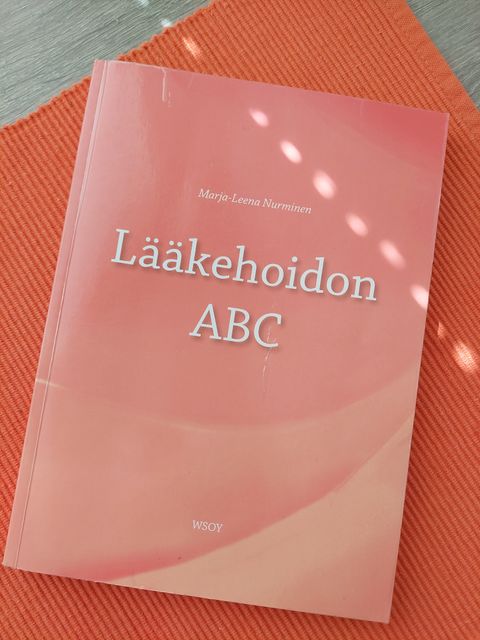 Marja-Leena Nurminen
Lääkehoidon
ABC
WSOY